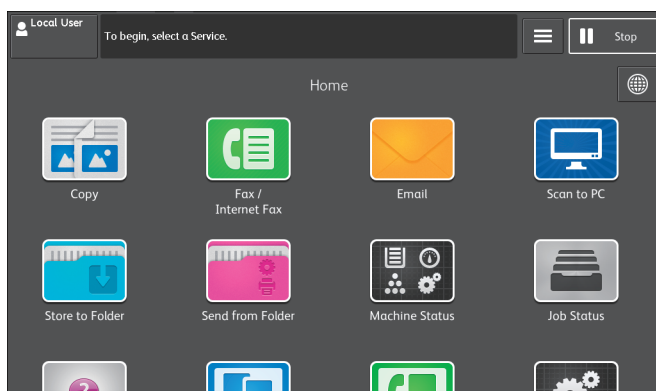 Local User
To begin, select a Service.
Stop
Home
Copy
Fax /
Internet Fax
Email
Scan to PC
Store to Folder
Send from Folder
Machine Status
Job Status
?